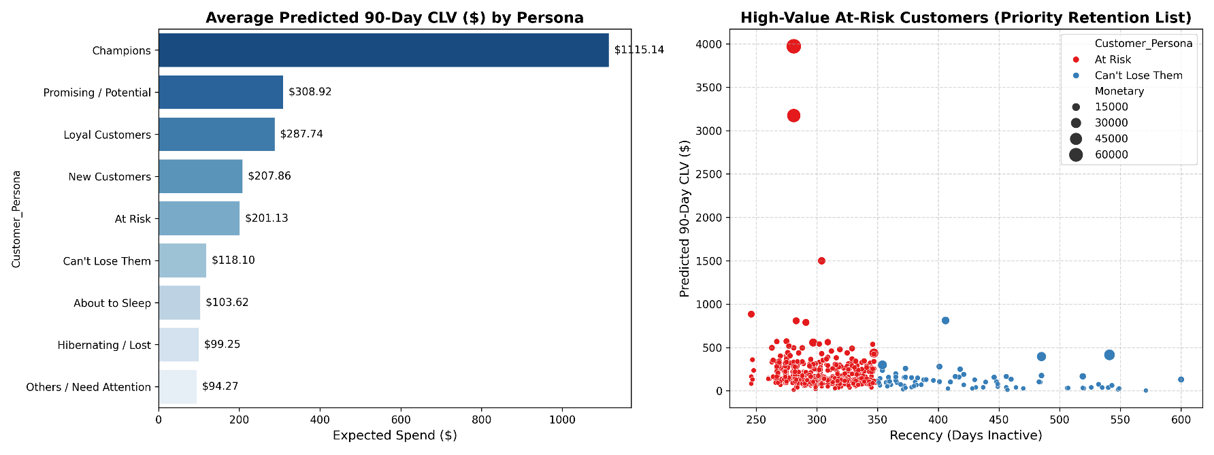 Average Predicted 90-Day CLV ($) by Persona
Customer_Persona
Champions
$1115.14
Promising / Potential
$308.92
Loyal Customers
$287.74
New Customers
$207.86
At Risk
$201.13
Can't Lose Them
$118.10
About to Sleep
$103.62
Hibernating / Lost
$99.25
Others / Need Attention
$94.27
0 200 400 600 800 1000
Expected Spend ($)
High-Value At-Risk Customers (Priority Retention List)
Predicted 90-Day CLV ($)
4000
3500
3000
2500
2000
1500
1000
500
0
Customer_Persona
At Risk
Can't Lose Them
Monetary
15000
30000
45000
60000
250 300 350 400 450 500 550 600
Recency (Days Inactive)